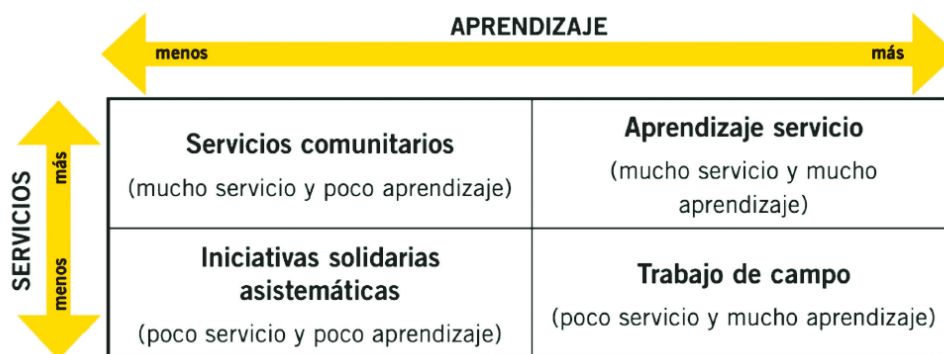 APRENDIZAJE
menos
más
SERVICIOS
más
menos
Servicios comunitarios
(mucho servicio y poco aprendizaje)
Aprendizaje servicio
(mucho servicio y mucho
aprendizaje)
Iniciativas solidarias
asistemáticas
(poco servicio y poco aprendizaje)
Trabajo de campo
(poco servicio y mucho aprendizaje)